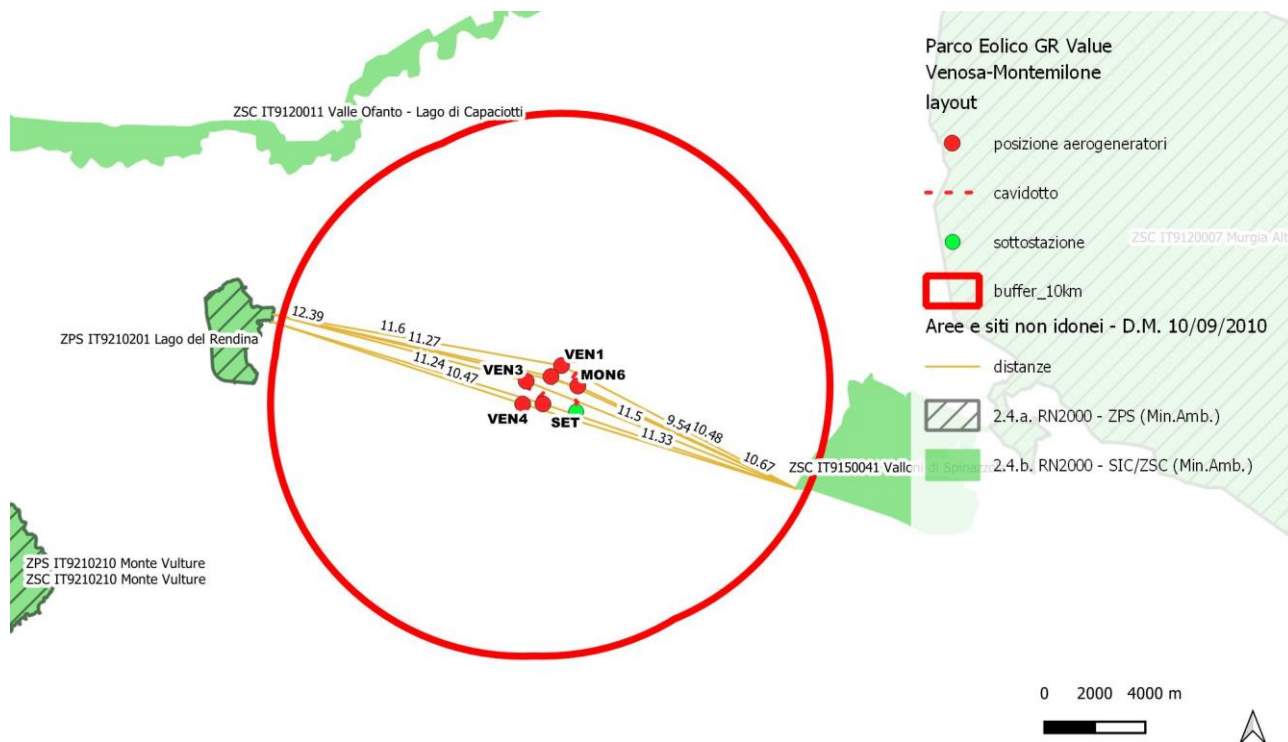 ZSC IT9120011 Valle Ofanto - Lago di Capaciotti
ZPS IT9210201 Lago del Rendina
12.39
11.6
11.27
11.24
10.47
VEN1
VEN3
MON6
VEN4
SET
11.5
9.54
10.48
11.33
10.67
ZSC IT9150041 Valloni di Spinazzo
ZPS IT9210210 Monte Vulture
ZSC IT9210210 Monte Vulture
Parco Eolico GR Value
Venosa-Montemilone
layout
posizione aerogeneratori
cavidotto
sottostazione
ZSC IT9120007 Murgia Alt
buffer_10km
Aree e siti non idonei - D.M. 10/09/2010
distanze
2.4.a. RN2000 - ZPS (Min.Amb.)
2.4.b. RN2000 - SIC/ZSC (Min.Amb.)
0 2000 4000 m